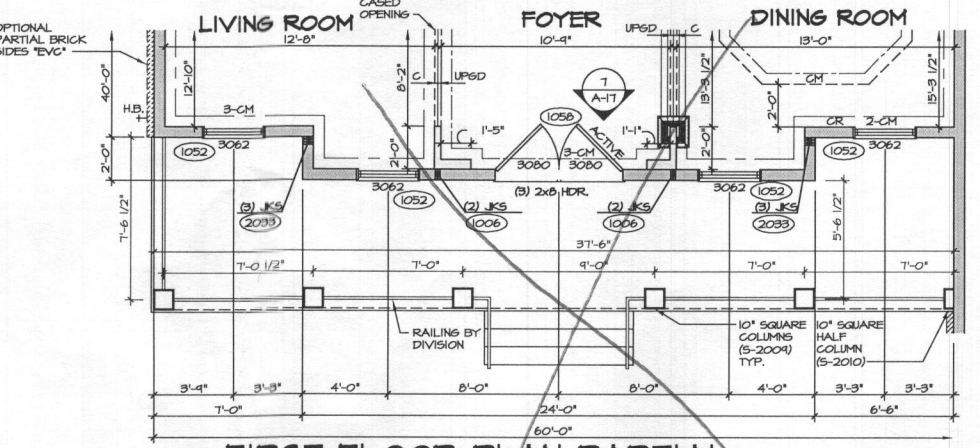 CASED
OPENING
LIVING ROOM
FOYER
DINING ROOM
OPTIONAL
PARTIAL BRICK
SIDES "EVC"
12'-8"
10'-9"
13'-0"
UPGD
C
C
UPGD
40'-0"
12'-10"
8'-2"
7
A-17
13'-3 1/2"
CM
2'-0"
15'-3 1/2"
H.B.
3-CM
1058
1'-5"
1'-1"
ACTIVE
CR
2-CM
1052
3062
3-CM
3062
1052
2'-0"
2'-0"
3080
3080
2'-0"
3062
1052
3062
1052
(3) 2x8 HDR.
(3) JKS
2033
(2) JKS
1006
(2) JKS
1006
(3) JKS
2033
7'-6 1/2"
5'-6 1/2"
37'-6"
7'-0 1/2"
7'-0"
9'-0"
7'-0"
7'-0"
RAILING BY
DIVISION
10" SQUARE
COLUMNS
(S-2009)
TYP.
10" SQUARE
HALF
COLUMN
(S-2010)
3'-9"
3'-3"
4'-0"
8'-0"
8'-0"
4'-0"
3'-3"
3'-3"
7'-0"
24'-0"
6'-6"
60'-0"
FIRST FLOOR PLAN PARTIAL